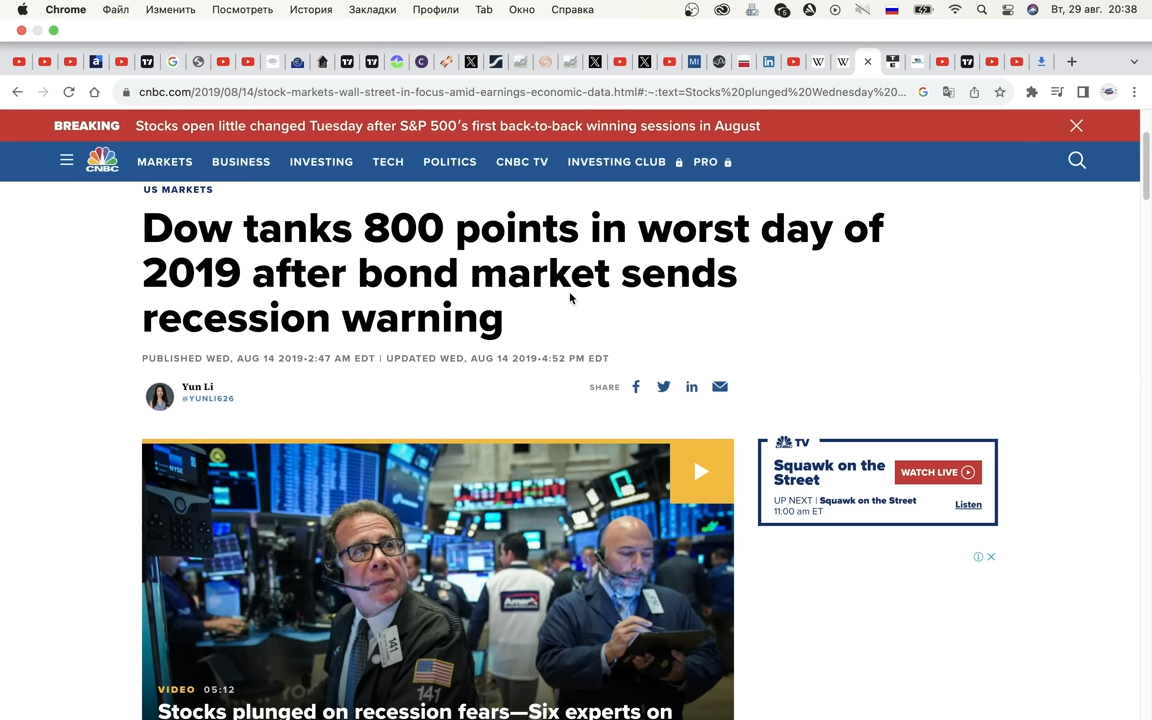 Chrome Файл Изменить Посмотреть История Закладки Профили Tab Окно Справка Вт, 29 авг. 20:38
cnbc.com/2019/08/14/stock-markets-wall-street-in-focus-amid-earnings-economic-data.html#:~:text=Stocks%20plunged%20Wednesday%20...
BREAKING Stocks open little changed Tuesday after S&P 500's first back-to-back winning sessions in August
CNBC MARKETS BUSINESS INVESTING TECH POLITICS CNBC TV INVESTING CLUB PRO
US MARKETS
Dow tanks 800 points in worst day of
2019 after bond market sends
recession warning
PUBLISHED WED, AUG 14 2019•2:47 AM EDT | UPDATED WED, AUG 14 2019•4:52 PM EDT
Yun Li
@YUNLI626
SHARE
TV
Squawk on the
Street
WATCH LIVE
UP NEXT | Squawk on the Street
11:00 am ET
Listen
141
141
VIDEO 05:12
Stocks plunged on recession fears—Six experts on